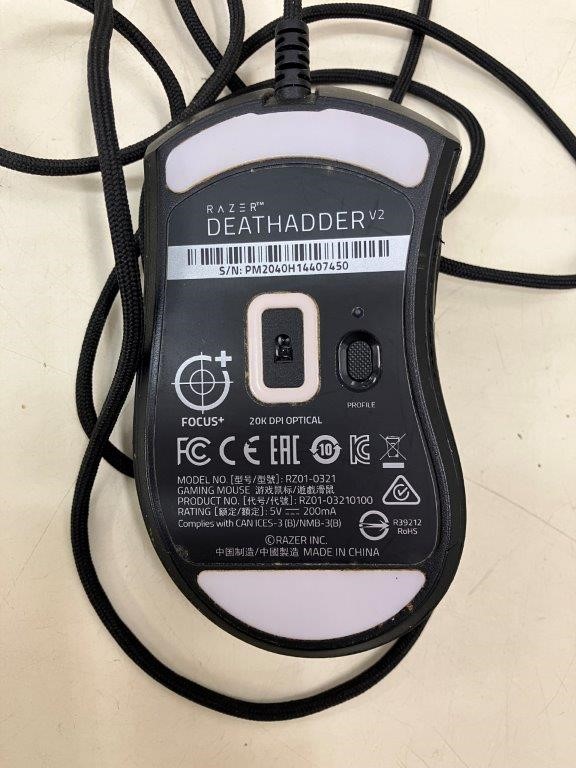 RAZER™
DEATHADDER V2
S/N: PM2040H14407450
FOCUS+
20K DPI OPTICAL
PROFILE
FC CE EAC 10 KC
MODEL NO. [型号/型號]: RZ01-0321
GAMING MOUSE 游戏鼠标/遊戲滑鼠
PRODUCT NO. [代号/代號]: RZ01-03210100
RATING [额定/額定]: 5V ⎓ 200mA
Complies with CAN ICES-3 (B)/NMB-3(B)
R39212
RoHS
©RAZER INC.
中国制造/中國製造 MADE IN CHINA